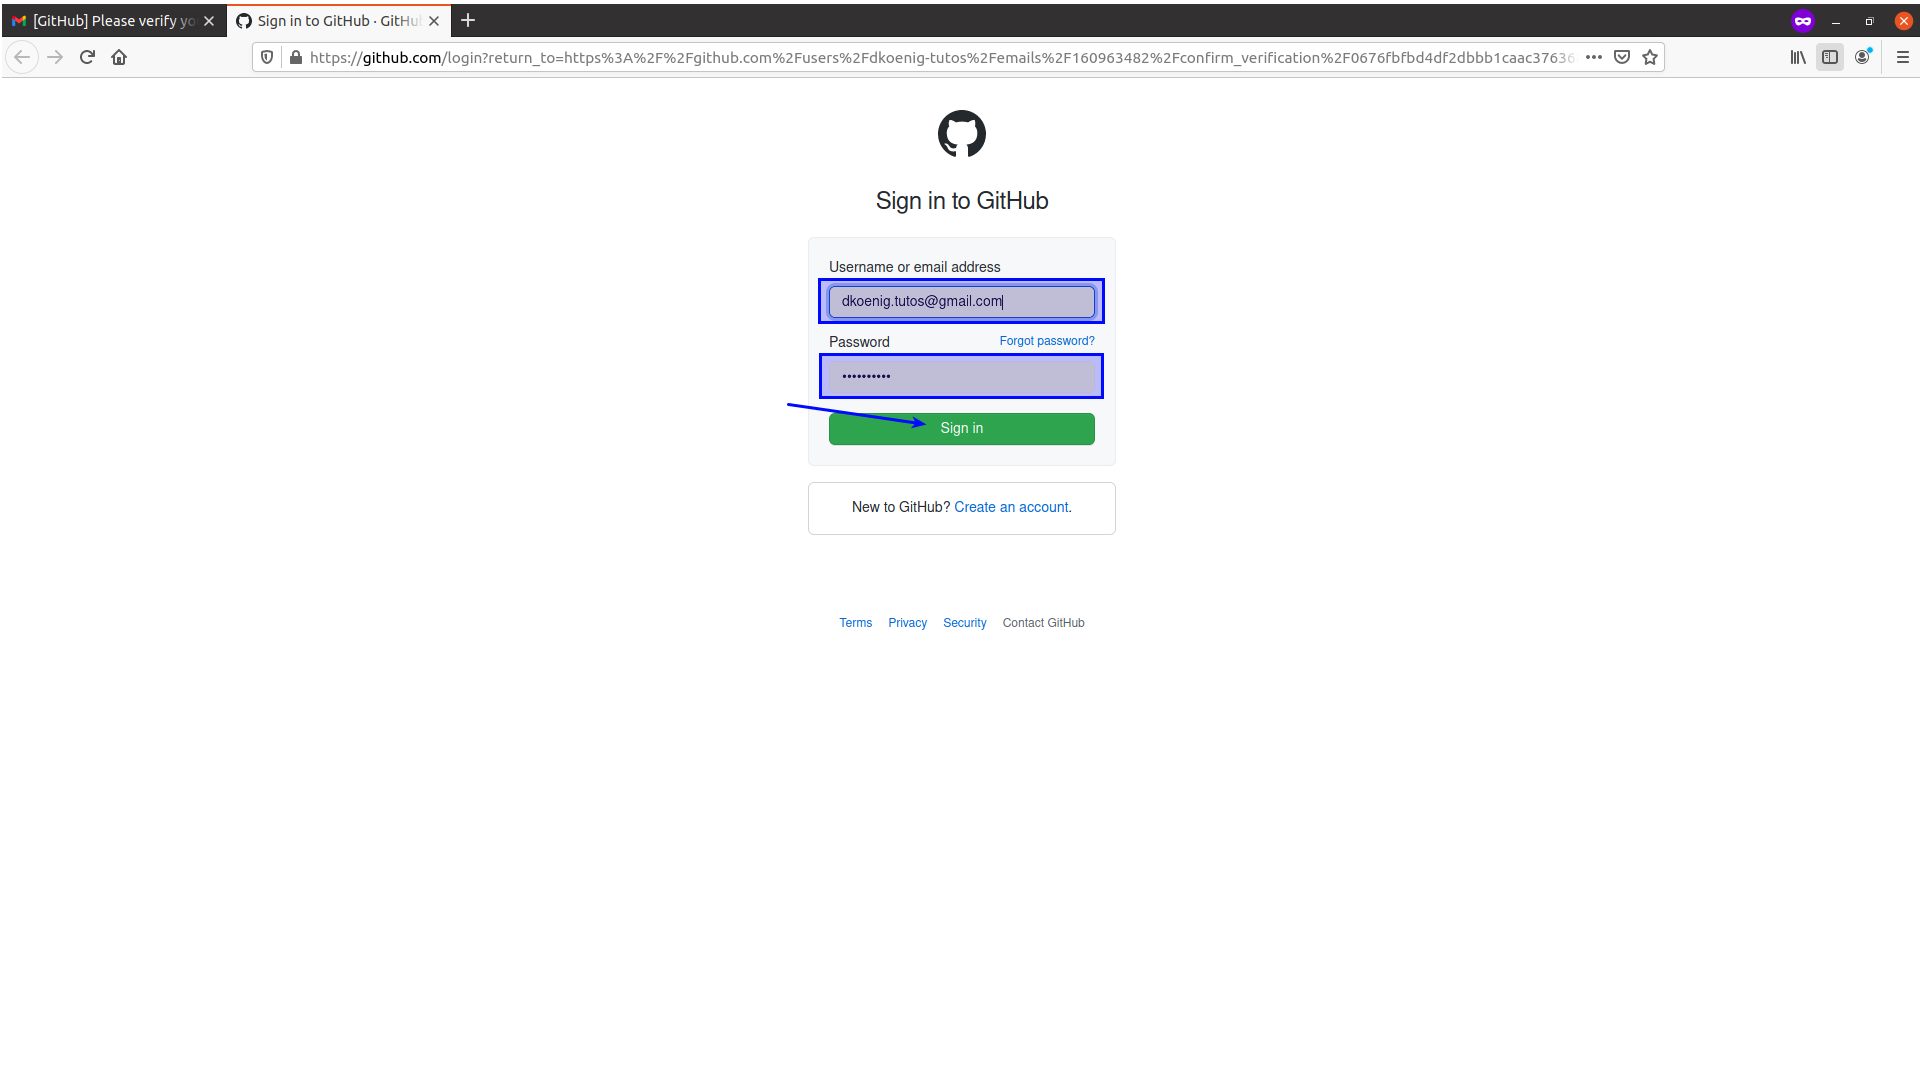 [GitHub] Please verify yo
Sign in to GitHub · GitHu
https://github.com/login?return_to=https%3A%2F%2Fgithub.com%2Fusers%2Fdkoenig-tutos%2Femails%2F160963482%2Fconfirm_verification%2F0676fbfbd4df2dbbb1caac37636
Sign in to GitHub
Username or email address
dkoenig.tutos@gmail.com
Password Forgot password?
Sign in
New to GitHub? Create an account.
Terms Privacy Security Contact GitHub